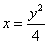 x = y²/4